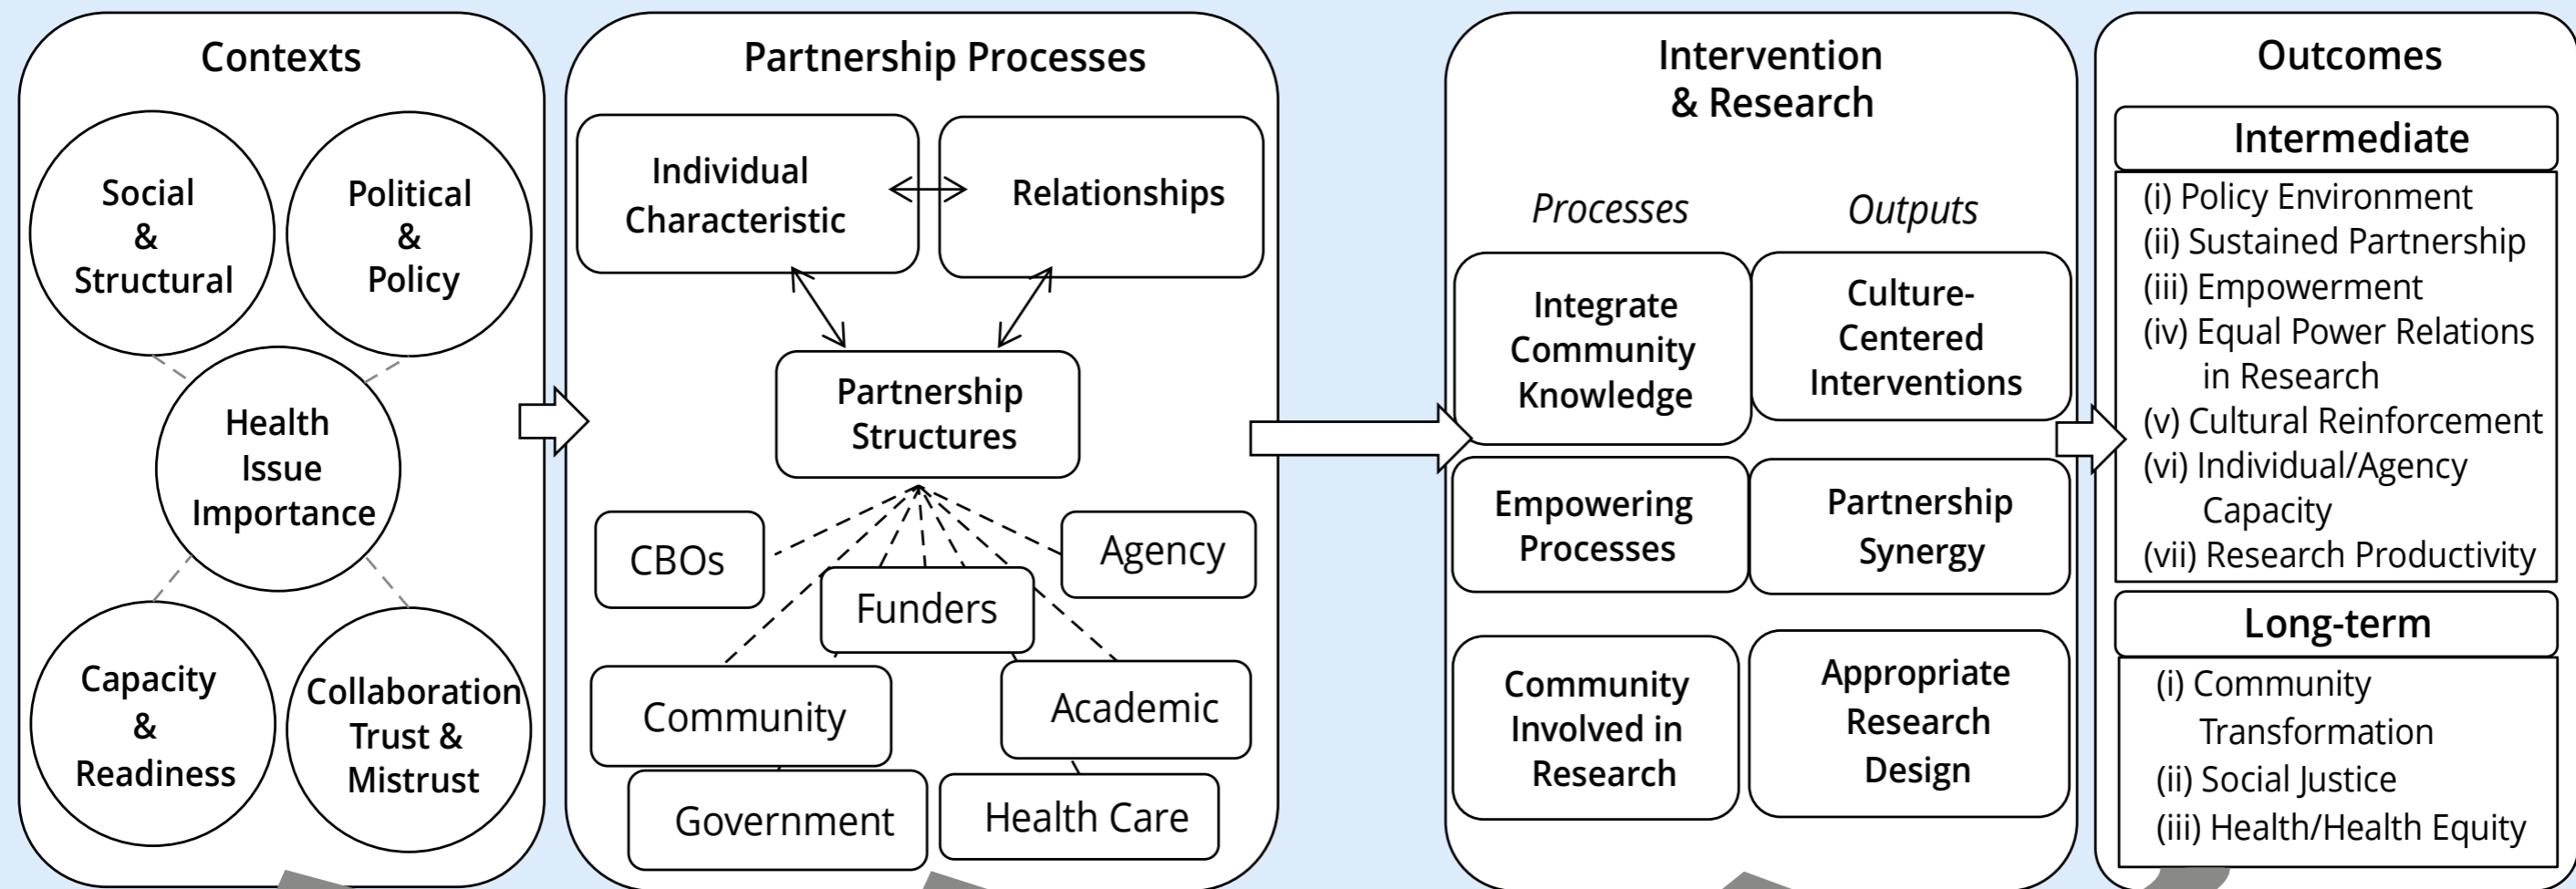 Contexts
Social
&
Structural
Political
&
Policy
Health
Issue
Importance
Capacity
&
Readiness
Collaboration
Trust &
Mistrust
Partnership Processes
Individual
Characteristic
Relationships
Partnership
Structures
CBOs
Agency
Funders
Community
Academic
Government
Health Care
Intervention
& Research
Processes
Outputs
Integrate
Community
Knowledge
Culture-
Centered
Interventions
Empowering
Processes
Partnership
Synergy
Community
Involved in
Research
Appropriate
Research
Design
Outcomes
Intermediate
(i) Policy Environment
(ii) Sustained Partnership
(iii) Empowerment
(iv) Equal Power Relations
in Research
(v) Cultural Reinforcement
(vi) Individual/Agency
Capacity
(vii) Research Productivity
Long-term
(i) Community
Transformation
(ii) Social Justice
(iii) Health/Health Equity